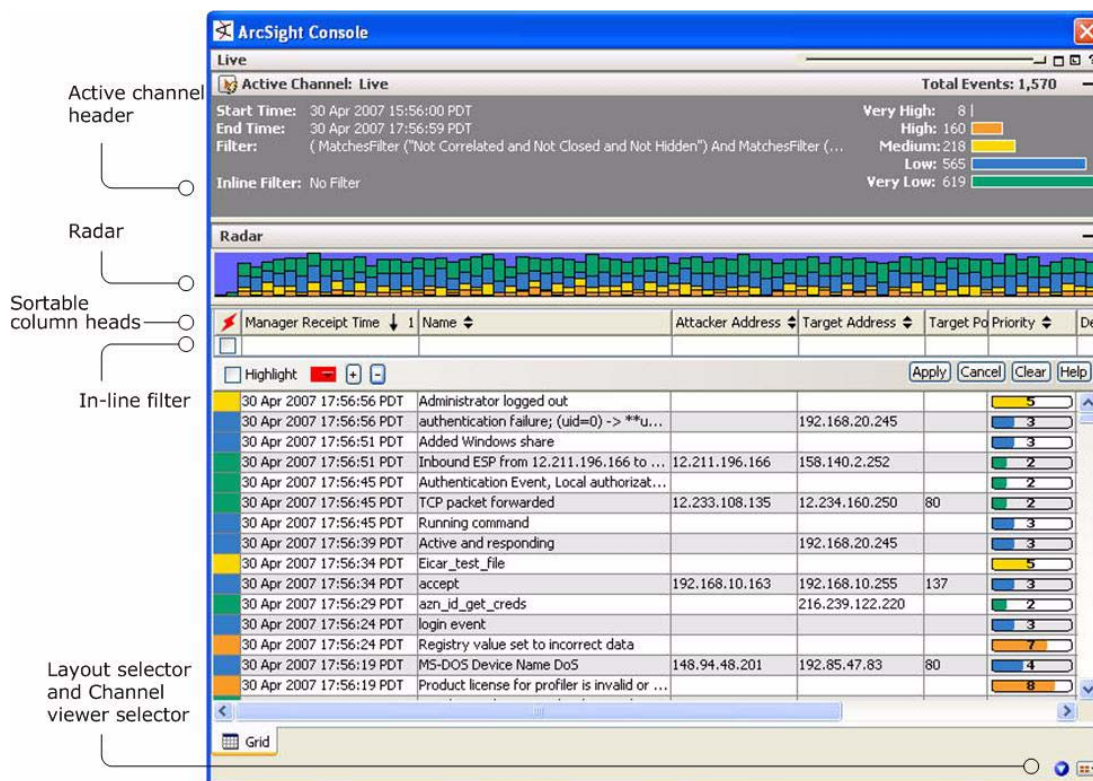 ArcSight Console
Live
Active Channel: Live Total Events: 1,570
Start Time: 30 Apr 2007 15:56:00 PDT
End Time: 30 Apr 2007 17:56:59 PDT
Filter: ( MatchesFilter ("Not Correlated and Not Closed and Not Hidden") And MatchesFilter (...
Inline Filter: No Filter
Very High: 8
High: 160
Medium: 218
Low: 565
Very Low: 619
Active channel
header
Radar
Radar
Sortable
column heads
Manager Receipt Time 1 Name Attacker Address Target Address Target Po Priority De
In-line filter
Highlight + - Apply Cancel Clear Help
30 Apr 2007 17:56:56 PDT Administrator logged out 5
30 Apr 2007 17:56:56 PDT authentication failure; (uid=0) -> **u... 192.168.20.245 3
30 Apr 2007 17:56:51 PDT Added Windows share 3
30 Apr 2007 17:56:51 PDT Inbound ESP from 12.211.196.166 to ... 12.211.196.166 158.140.2.252 2
30 Apr 2007 17:56:45 PDT Authentication Event, Local authorizat... 2
30 Apr 2007 17:56:45 PDT TCP packet forwarded 12.233.108.135 12.234.160.250 80 2
30 Apr 2007 17:56:45 PDT Running command 3
30 Apr 2007 17:56:39 PDT Active and responding 192.168.20.245 3
30 Apr 2007 17:56:34 PDT Eicar_test_file 5
30 Apr 2007 17:56:34 PDT accept 192.168.10.163 192.168.10.255 137 3
30 Apr 2007 17:56:29 PDT azn_id_get_creds 216.239.122.220 2
30 Apr 2007 17:56:24 PDT login event 3
30 Apr 2007 17:56:24 PDT Registry value set to incorrect data 7
30 Apr 2007 17:56:19 PDT MS-DOS Device Name DoS 148.94.48.201 192.85.47.83 80 4
30 Apr 2007 17:56:19 PDT Product license for profiler is invalid or ... 8
Layout selector
and Channel
viewer selector
Grid